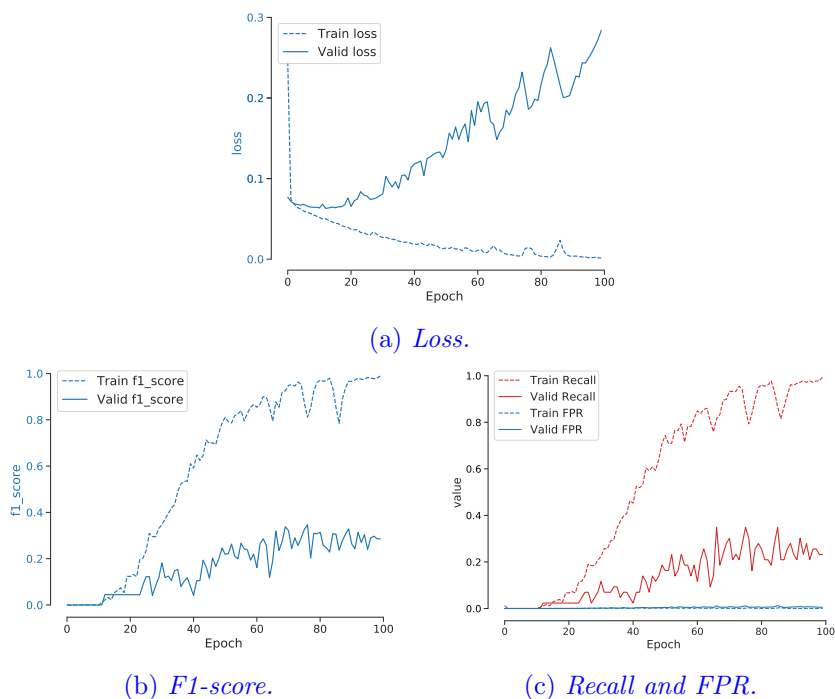 0.3
Train loss
Valid loss
0.2
loss
0.1
0.1
0.0
0 20 40 60 80 100
Epoch
(a) Loss.
1.0
Train f1_score
Valid f1_score
0.8
0.6
f1_score
0.4
0.2
0.0
0 20 40 60 80 100
Epoch
(b) F1-score.
1.0
Train Recall
Valid Recall
Train FPR
Valid FPR
0.8
0.6
value
0.4
0.2
0.0
0 20 40 60 80 100
Epoch
(c) Recall and FPR.